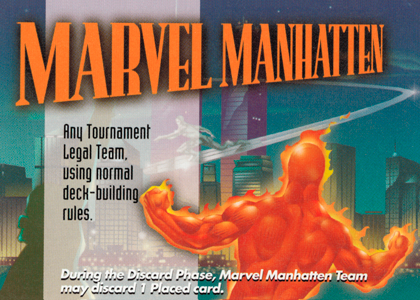 MARVEL MANHATTEN
Any Tournament
Legal Team,
using normal
deck-building
rules.
During the Discard Phase, Marvel Manhatten Team
may discard 1 Placed card.